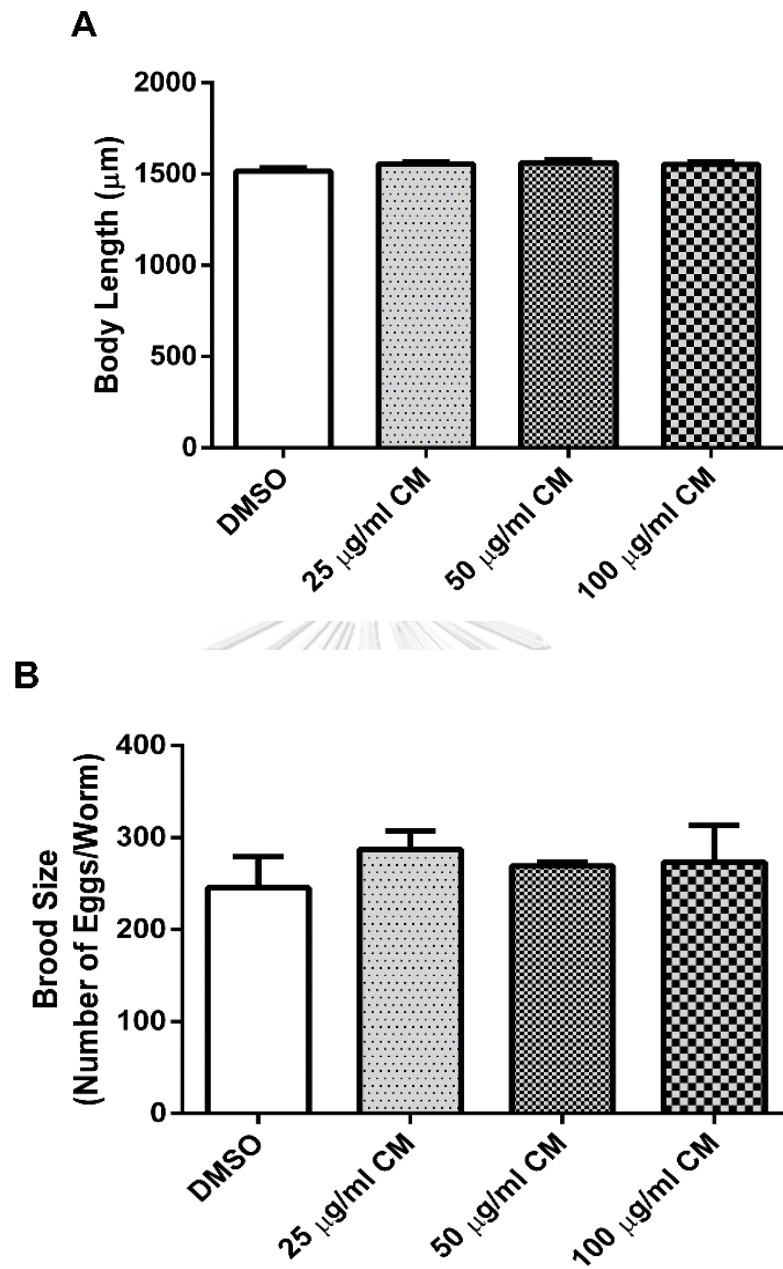 A
2000
1500
1000
500
0
Body Length (μm)
DMSO
25 μg/ml CM
50 μg/ml CM
100 μg/ml CM
B
400
300
200
100
0
Brood Size
(Number of Eggs/Worm)
DMSO
25 μg/ml CM
50 μg/ml CM
100 μg/ml CM